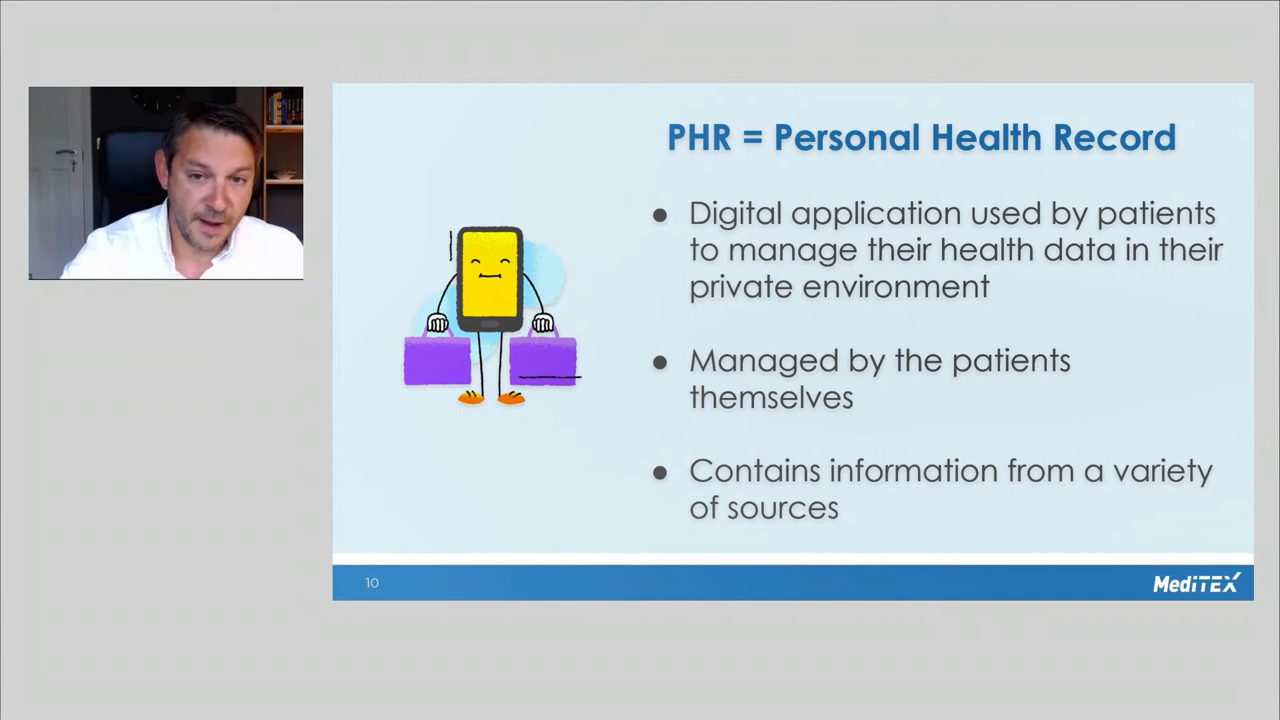 PHR = Personal Health Record
● Digital application used by patients
to manage their health data in their
private environment
● Managed by the patients
themselves
● Contains information from a variety
of sources
10
MediTEX